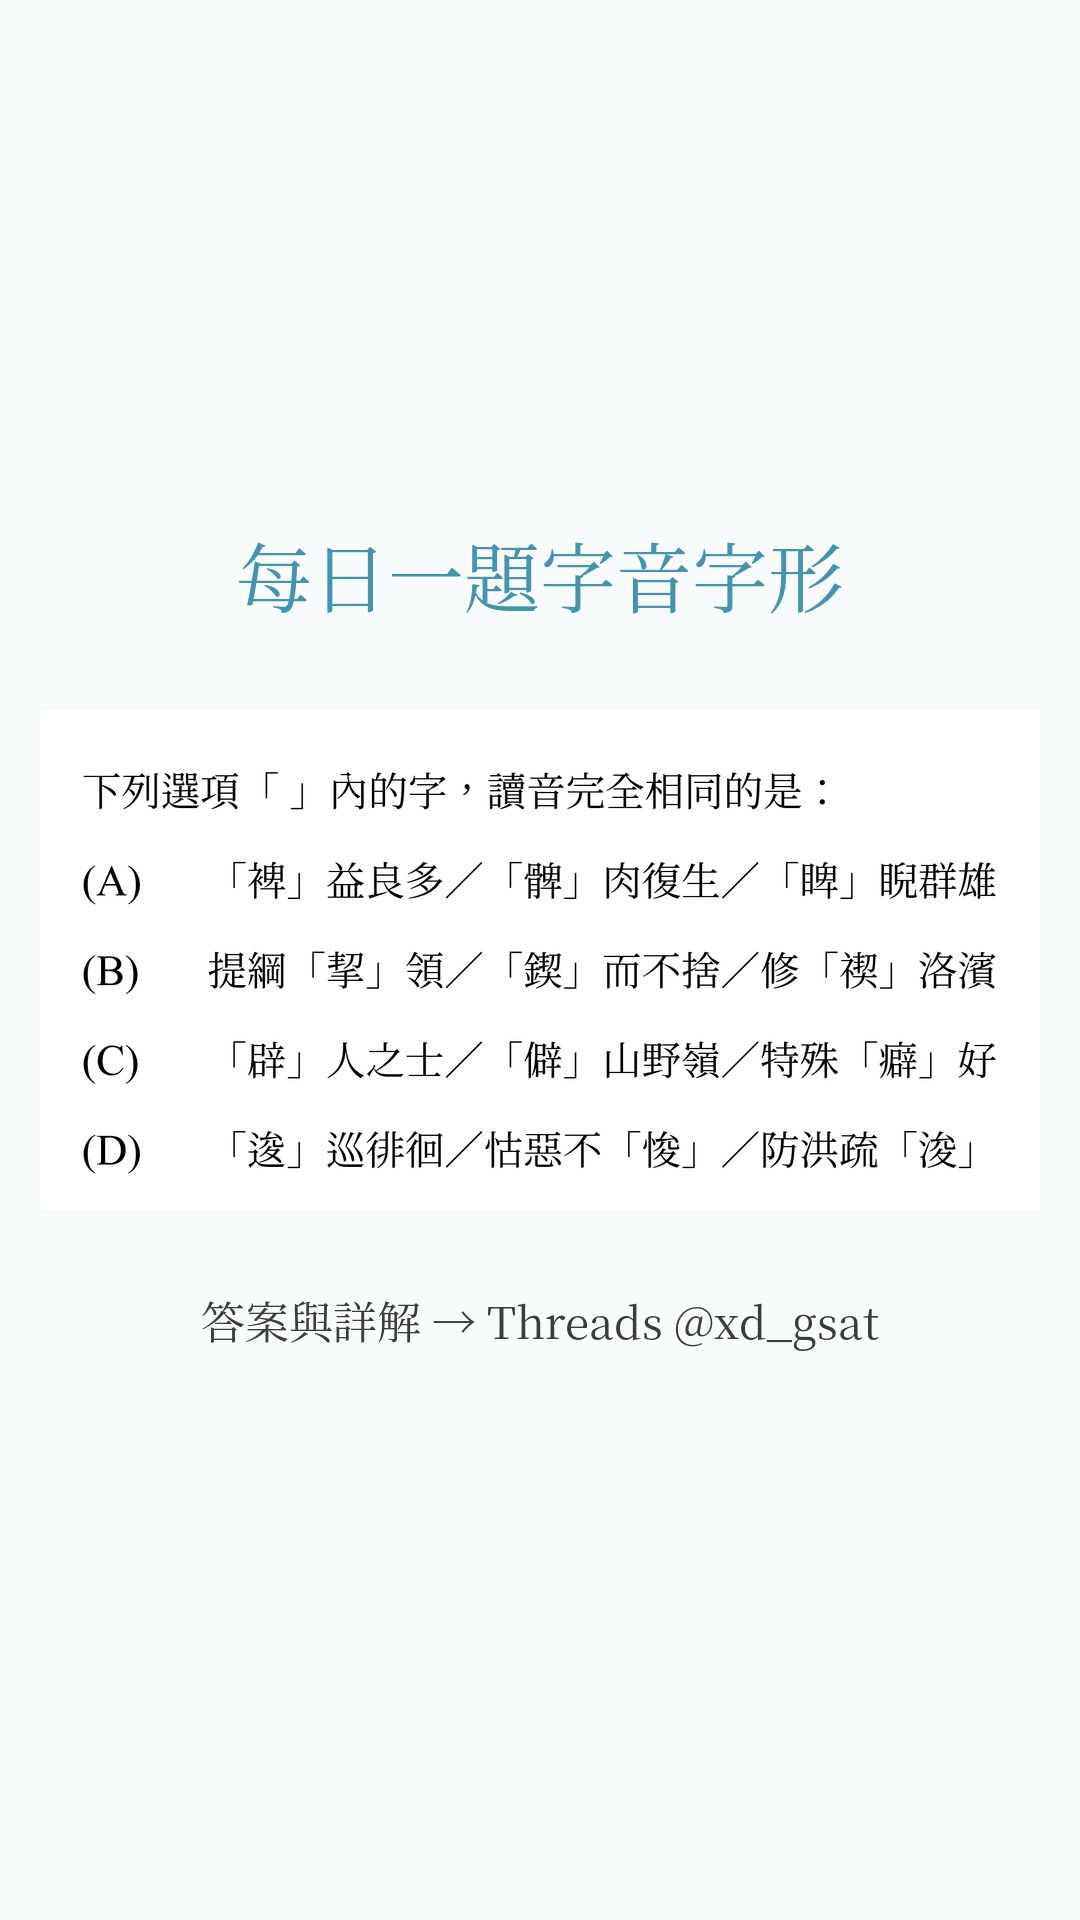 每日一題字音字形
下列選項「 」內的字，讀音完全相同的是：
(A) 「裨」益良多／「髀」肉復生／「睥」睨群雄
(B) 提綱「挈」領／「鍥」而不捨／修「禊」洛濱
(C) 「辟」人之士／「僻」山野嶺／特殊「癖」好
(D) 「逡」巡徘徊／怙惡不「悛」／防洪疏「浚」
答案與詳解 → Threads @xd_gsat